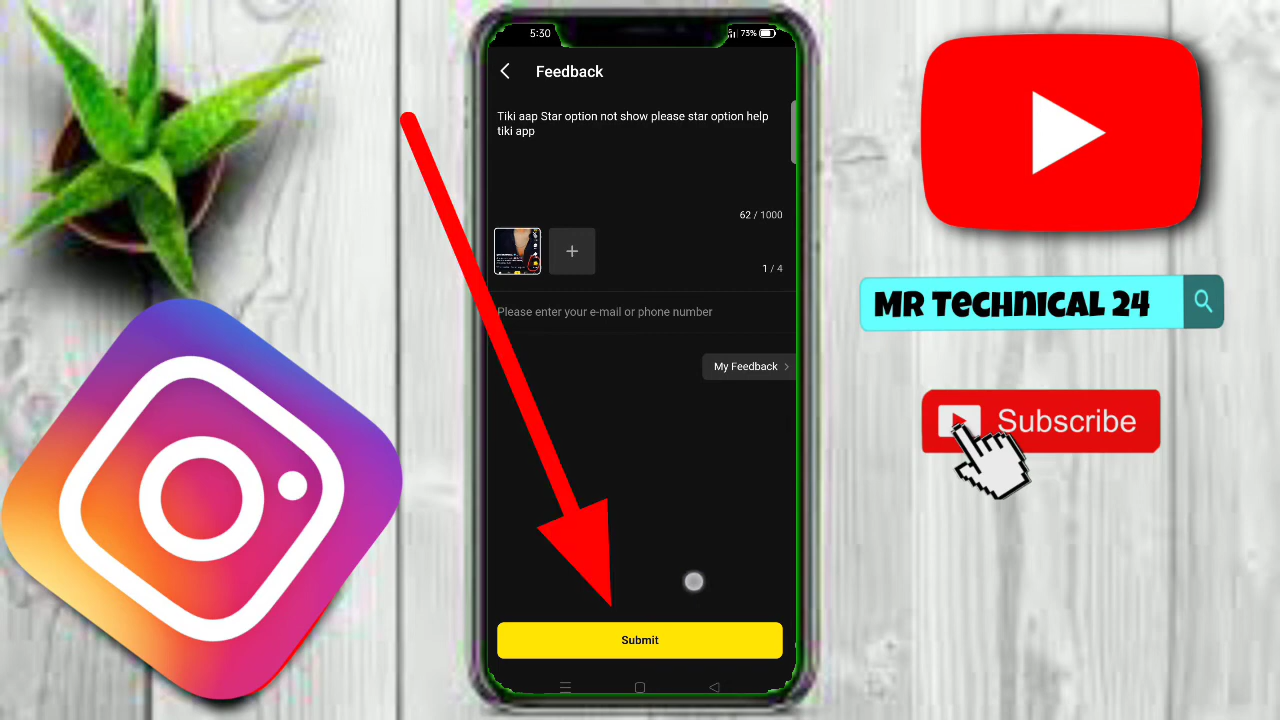 5:30
73%
Feedback
Tiki aap Star option not show please star option help
tiki app
62 / 1000
1 / 4
Please enter your e-mail or phone number
My Feedback
Submit
MR TECHNICAL 24
Subscribe